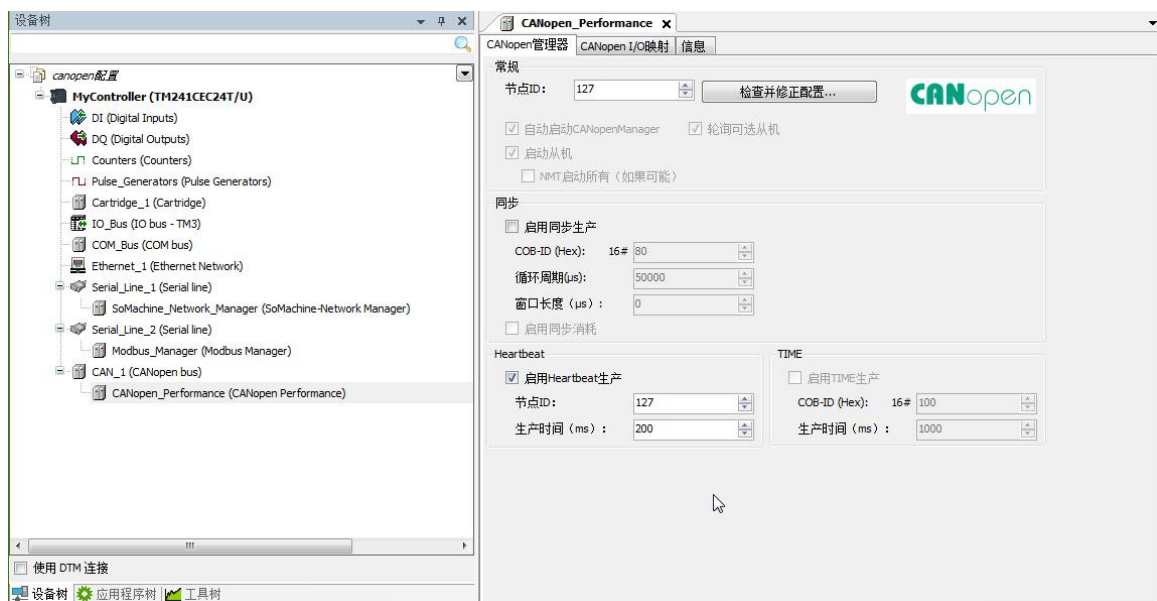 设备树
canopen配置
MyController (TM241CEC24T/U)
DI (Digital Inputs)
DQ (Digital Outputs)
Counters (Counters)
Pulse_Generators (Pulse Generators)
Cartridge_1 (Cartridge)
IO_Bus (IO bus - TM3)
COM_Bus (COM bus)
Ethernet_1 (Ethernet Network)
Serial_Line_1 (Serial line)
SoMachine_Network_Manager (SoMachine-Network Manager)
Serial_Line_2 (Serial line)
Modbus_Manager (Modbus Manager)
CAN_1 (CANopen bus)
CANopen_Performance (CANopen Performance)
使用 DTM 连接
设备树 应用程序树 工具树
CANopen_Performance
CANopen管理器 CANopen I/O映射 信息
常规
节点ID: 127 检查并修正配置... CANopen
自动启动CANopenManager 轮询可选从机
启动从机
NMT启动所有（如果可能）
同步
启用同步生产
COB-ID (Hex): 16# 80
循环周期(μs): 50000
窗口长度（μs）: 0
启用同步消耗
Heartbeat
启用Heartbeat生产
节点ID: 127
生产时间（ms）: 200
TIME
启用TIME生产
COB-ID (Hex): 16# 100
生产时间（ms）: 1000